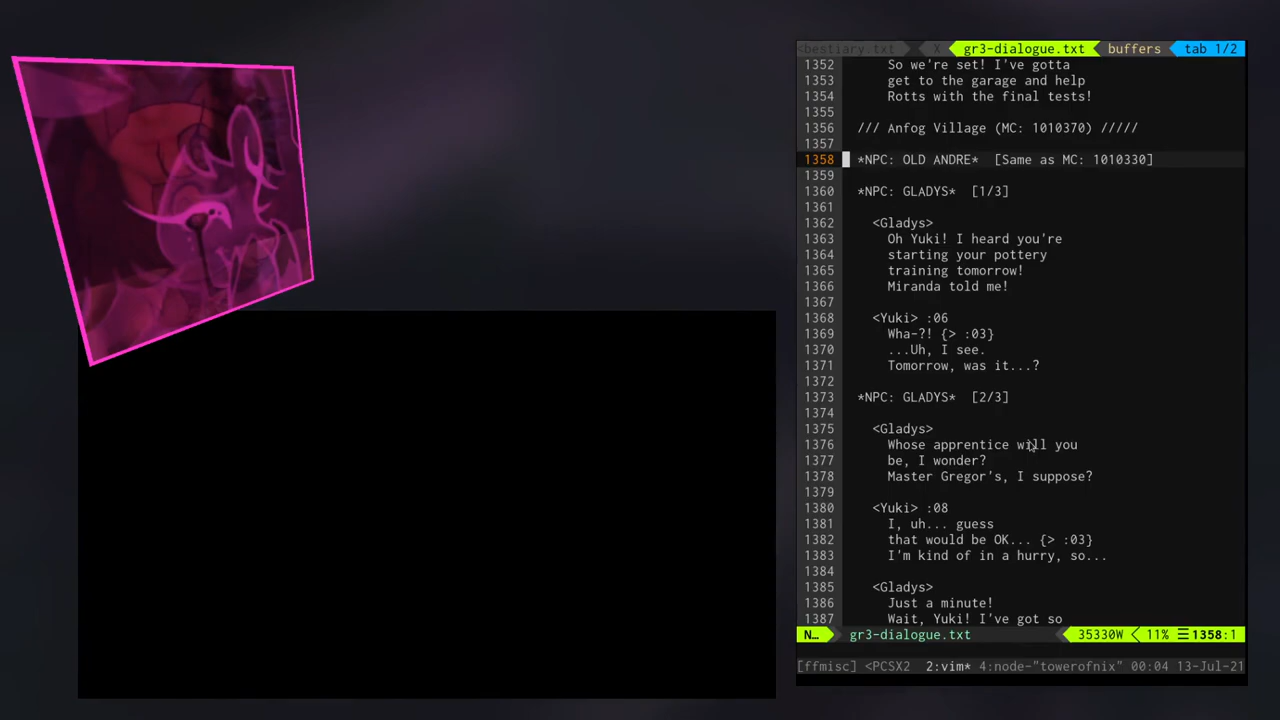 <bestiary.txt X gr3-dialogue.txt buffers tab 1/2
1352 So we're set! I've gotta
1353 get to the garage and help
1354 Rotts with the final tests!
1355
1356 /// Anfog Village (MC: 1010370) /////
1357
1358 *NPC: OLD ANDRE* [Same as MC: 1010330]
1359
1360 *NPC: GLADYS* [1/3]
1361
1362 <Gladys>
1363 Oh Yuki! I heard you're
1364 starting your pottery
1365 training tomorrow!
1366 Miranda told me!
1367
1368 <Yuki> :06
1369 Wha-?! {> :03}
1370 ...Uh, I see.
1371 Tomorrow, was it...?
1372
1373 *NPC: GLADYS* [2/3]
1374
1375 <Gladys>
1376 Whose apprentice will you
1377 be, I wonder?
1378 Master Gregor's, I suppose?
1379
1380 <Yuki> :08
1381 I, uh... guess
1382 that would be OK... {> :03}
1383 I'm kind of in a hurry, so...
1384
1385 <Gladys>
1386 Just a minute!
1387 Wait, Yuki! I've got so
N… gr3-dialogue.txt 35330W 11% ☰1358:1
[ffmisc] <PCSX2 2:vim* 4:node-"towerofnix" 00:04 13-Jul-21